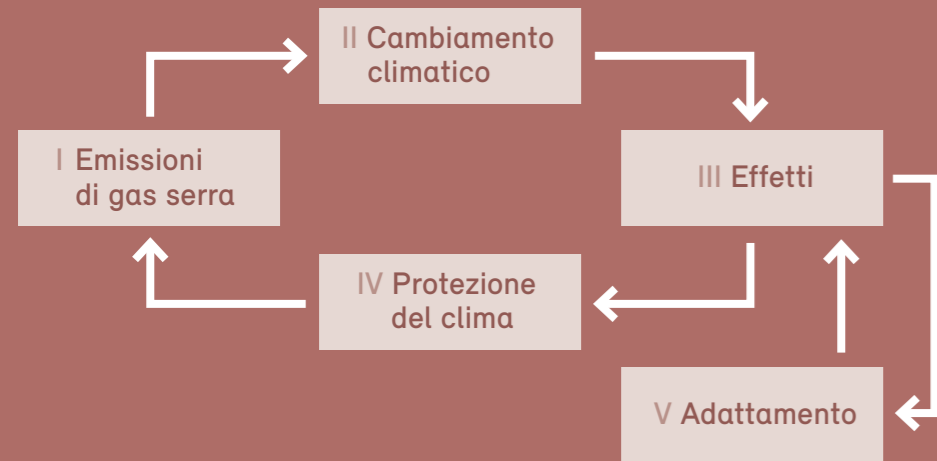 II Cambiamento
climatico
I Emissioni
di gas serra
III Effetti
IV Protezione
del clima
V Adattamento